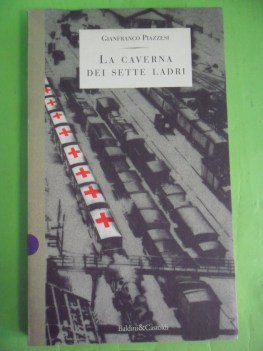 GIANFRANCO PIAZZESI
LA CAVERNA
DEI SETTE LADRI
Baldini&Castoldi